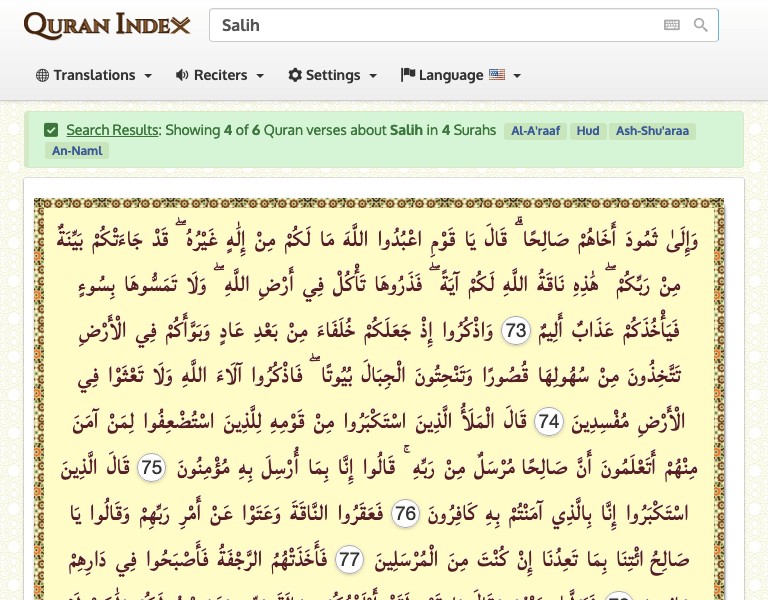 QURAN INDEX
Salih
Translations
Reciters
Settings
Language
Search Results: Showing 4 of 6 Quran verses about Salih in 4 Surahs Al-A'raaf Hud Ash-Shu'araa
An-Naml
وَإِلَىٰ ثَمُودَ أَخَاهُمْ صَالِحًا ۗ قَالَ يَا قَوْمِ اعْبُدُوا اللَّهَ مَا لَكُمْ مِنْ إِلَٰهٍ غَيْرُهُ ۖ قَدْ جَاءَتْكُمْ بَيِّنَةٌ
مِنْ رَبِّكُمْ ۖ هَٰذِهِ نَاقَةُ اللَّهِ لَكُمْ آيَةً ۖ فَذَرُوهَا تَأْكُلْ فِي أَرْضِ اللَّهِ ۖ وَلَا تَمَسُّوهَا بِسُوءٍ
فَيَأْخُذَكُمْ عَذَابٌ أَلِيمٌ 73 وَاذْكُرُوا إِذْ جَعَلَكُمْ خُلَفَاءَ مِنْ بَعْدِ عَادٍ وَبَوَّأَكُمْ فِي الْأَرْضِ
تَتَّخِذُونَ مِنْ سُهُولِهَا قُصُورًا وَتَنْحِتُونَ الْجِبَالَ بُيُوتًا ۖ فَاذْكُرُوا آلَاءَ اللَّهِ وَلَا تَعْثَوْا فِي
الْأَرْضِ مُفْسِدِينَ 74 قَالَ الْمَلَأُ الَّذِينَ اسْتَكْبَرُوا مِنْ قَوْمِهِ لِلَّذِينَ اسْتُضْعِفُوا لِمَنْ آمَنَ
مِنْهُمْ أَتَعْلَمُونَ أَنَّ صَالِحًا مُرْسَلٌ مِنْ رَبِّهِ ۚ قَالُوا إِنَّا بِمَا أُرْسِلَ بِهِ مُؤْمِنُونَ 75 قَالَ الَّذِينَ
اسْتَكْبَرُوا إِنَّا بِالَّذِي آمَنْتُمْ بِهِ كَافِرُونَ 76 فَعَقَرُوا النَّاقَةَ وَعَتَوْا عَنْ أَمْرِ رَبِّهِمْ وَقَالُوا يَا
صَالِحُ ائْتِنَا بِمَا تَعِدُنَا إِنْ كُنْتَ مِنَ الْمُرْسَلِينَ 77 فَأَخَذَتْهُمُ الرَّجْفَةُ فَأَصْبَحُوا فِي دَارِهِمْ